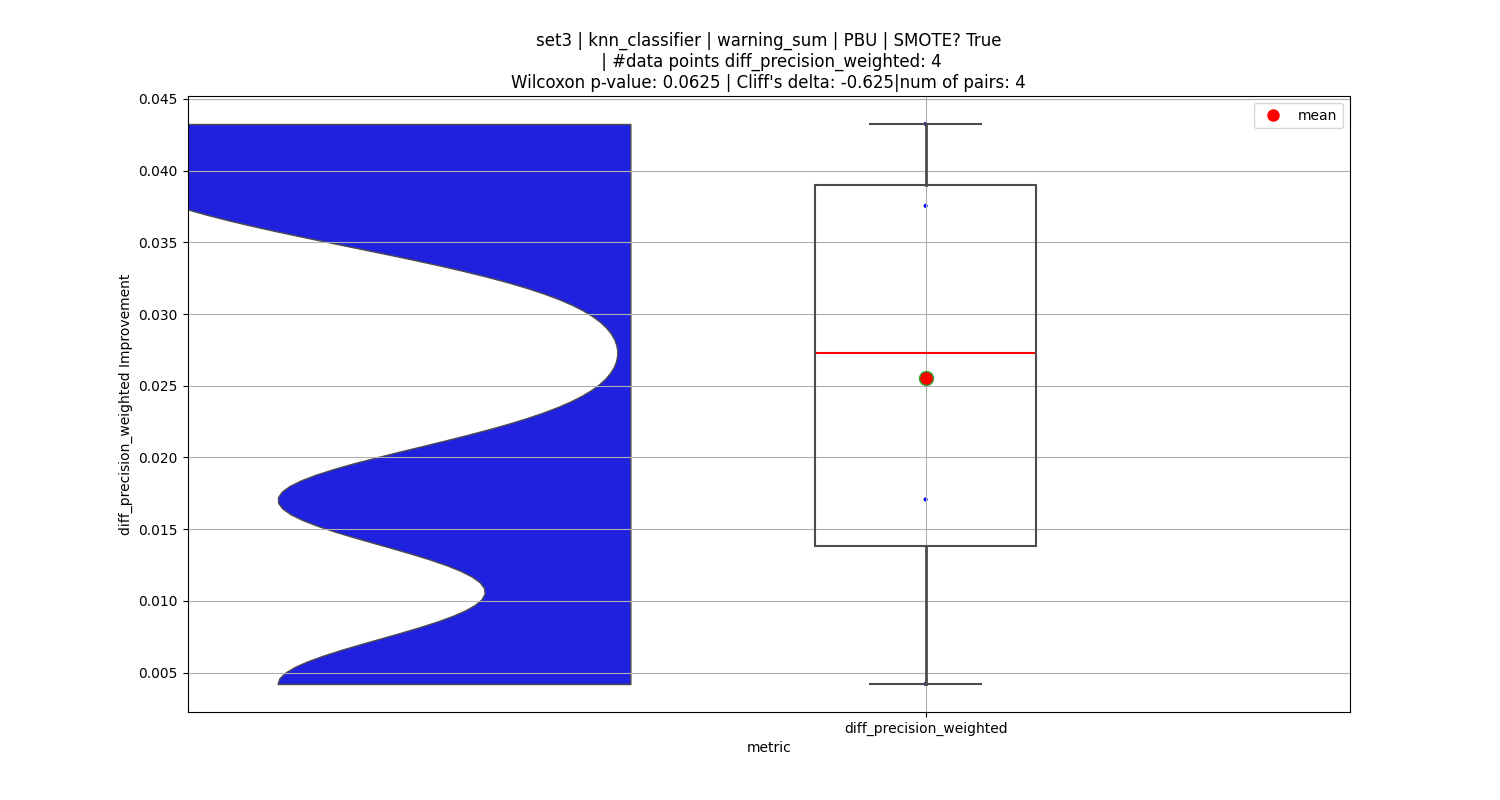 set3 | knn_classifier | warning_sum | PBU | SMOTE? True
| #data points diff_precision_weighted: 4
Wilcoxon p-value: 0.0625 | Cliff's delta: -0.625|num of pairs: 4
mean
0.045
0.040
0.035
0.030
0.025
0.020
0.015
0.010
0.005
diff_precision_weighted Improvement
diff_precision_weighted
metric